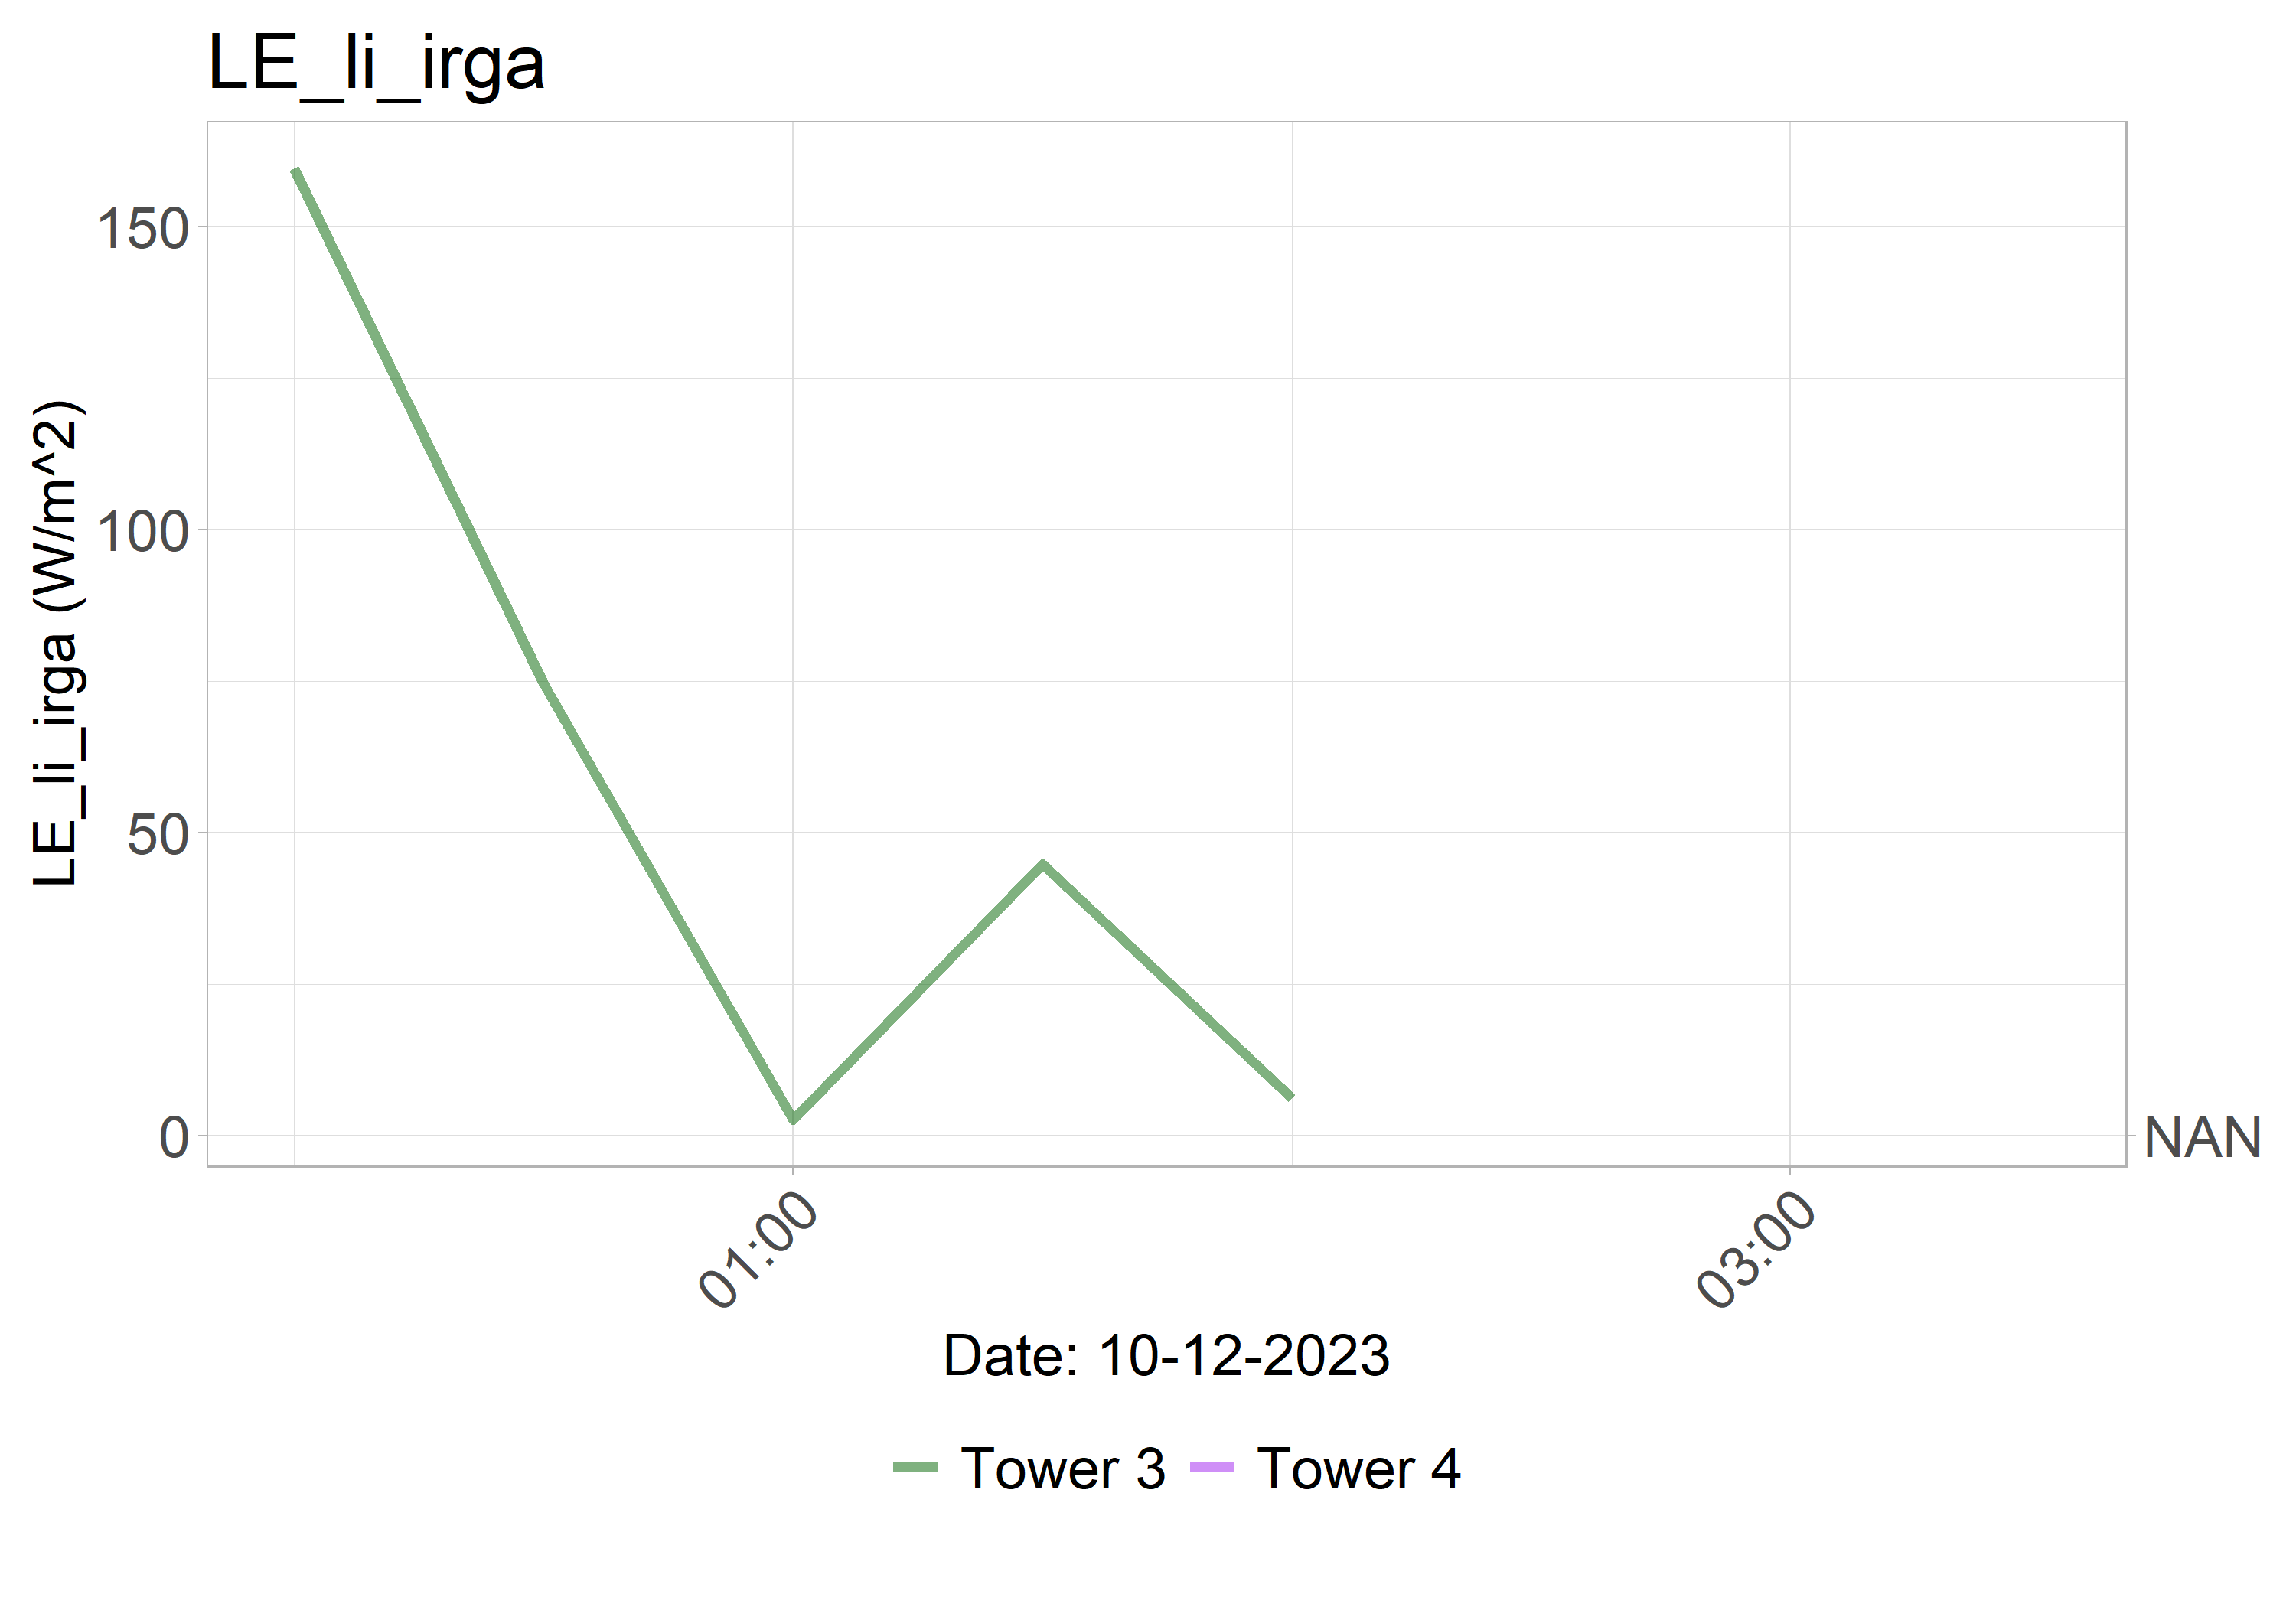 LE_li_irga
LE_li_irga (W/m^2)
150
100
50
0
NAN
01:00
03:00
Date: 10-12-2023
Tower 3
Tower 4